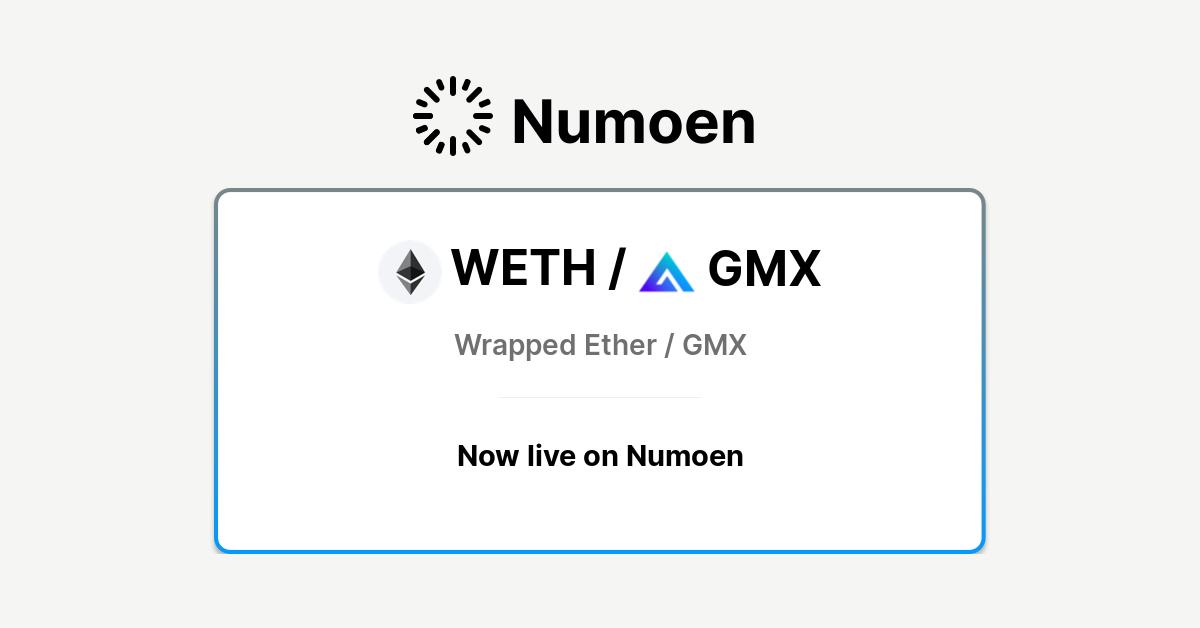 Numoen
WETH / GMX
Wrapped Ether / GMX
Now live on Numoen